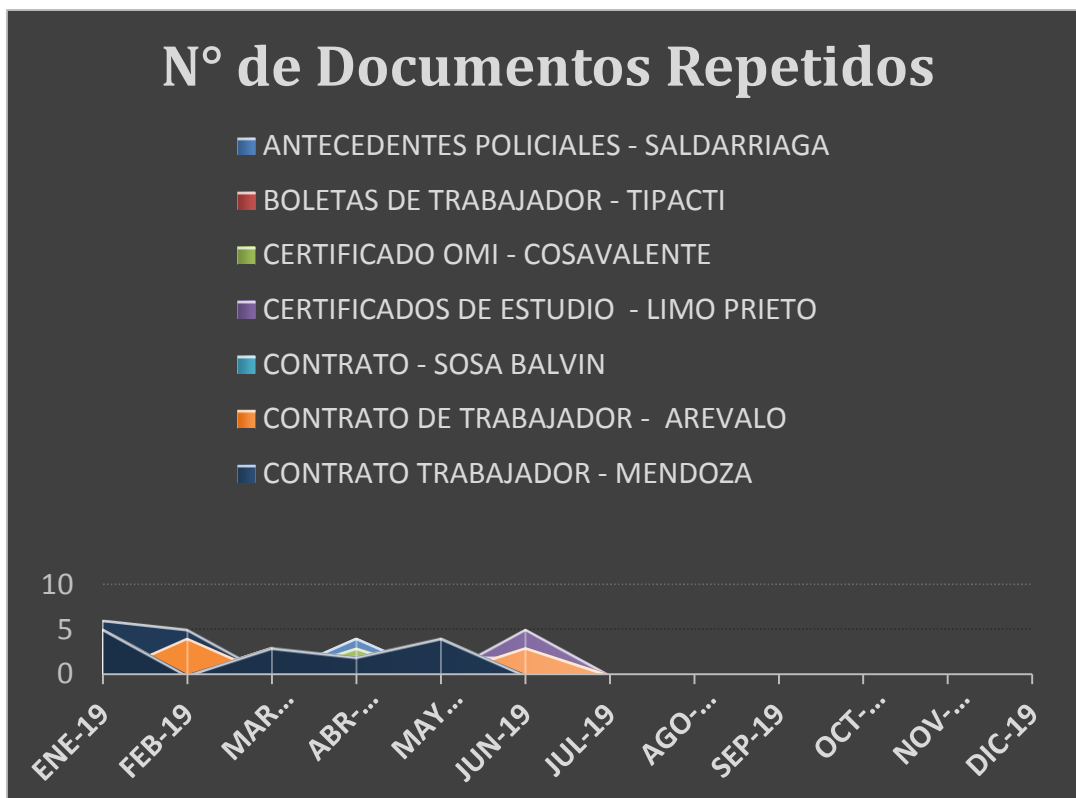 N° de Documentos Repetidos
ANTECEDENTES POLICIALES - SALDARRIAGA
BOLETAS DE TRABAJADOR - TIPACTI
CERTIFICADO OMI - COSAVALENTE
CERTIFICADOS DE ESTUDIO - LIMO PRIETO
CONTRATO - SOSA BALVIN
CONTRATO DE TRABAJADOR - AREVALO
CONTRATO TRABAJADOR - MENDOZA
10
5
0
ENE-19
FEB-19
MAR...
ABR-...
MAY...
JUN-19
JUL-19
AGO-...
SEP-19
OCT-...
NOV-...
DIC-19